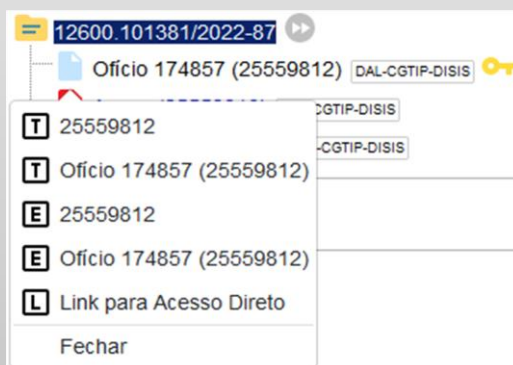 12600.101381/2022-87
Ofício 174857 (25559812) DAL-CGTIP-DISIS
CGTIP-DISIS
-CGTIP-DISIS
T 25559812
T Ofício 174857 (25559812)
E 25559812
E Ofício 174857 (25559812)
L Link para Acesso Direto
Fechar